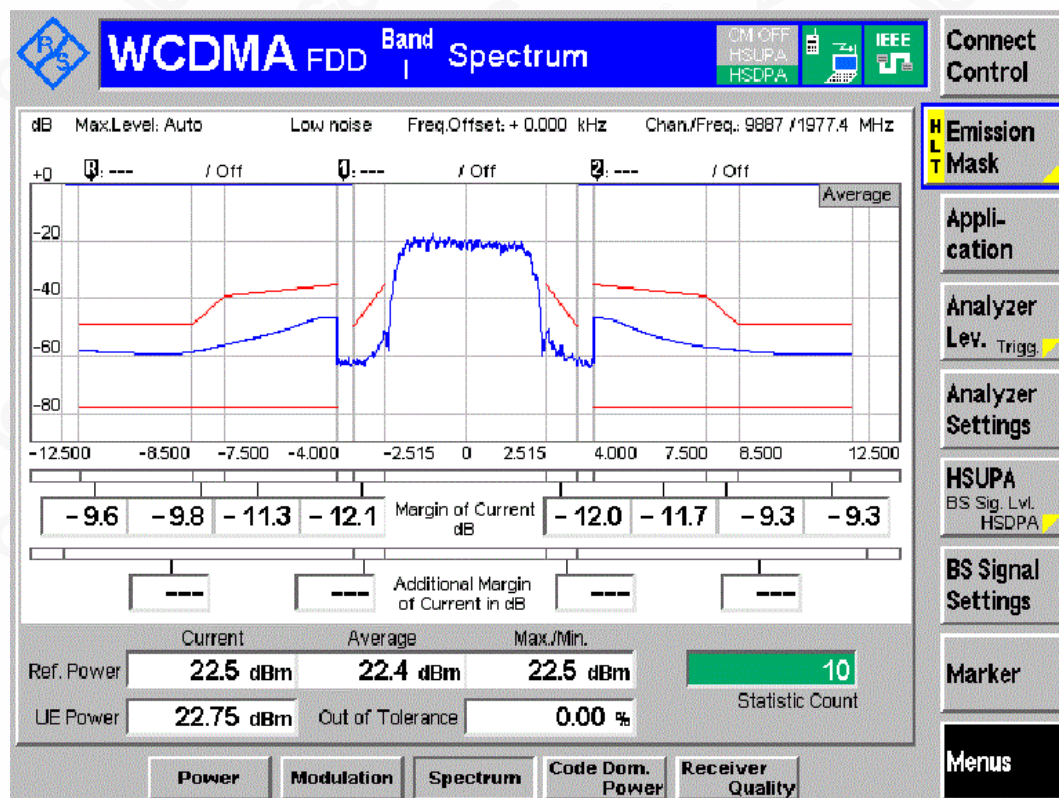 R&S
WCDMA FDD Band I Spectrum
CM OFF
HSUPA
HSDPA
IEEE
Connect Control
dB Max.Level: Auto Low noise Freq.Offset: + 0.000 kHz Chan./Freq.: 9887 / 1977.4 MHz
R: --- / Off 1: --- / Off 2: --- / Off
Average
+0
-20
-40
-60
-80
-12.500 -8.500 -7.500 -4.000 -2.515 0 2.515 4.000 7.500 8.500 12.500
- 9.6 - 9.8 - 11.3 - 12.1 Margin of Current dB - 12.0 - 11.7 - 9.3 - 9.3
--- --- Additional Margin of Current in dB --- ---
Current Average Max./Min.
Ref. Power 22.5 dBm 22.4 dBm 22.5 dBm 10
Statistic Count
UE Power 22.75 dBm Out of Tolerance 0.00 %
HLT Emission Mask
Appli-
cation
Analyzer
Lev. Trigg.
Analyzer
Settings
HSUPA
BS Sig. Lvl.
HSDPA
BS Signal
Settings
Marker
Menus
Power Modulation Spectrum Code Dom. Power Receiver Quality